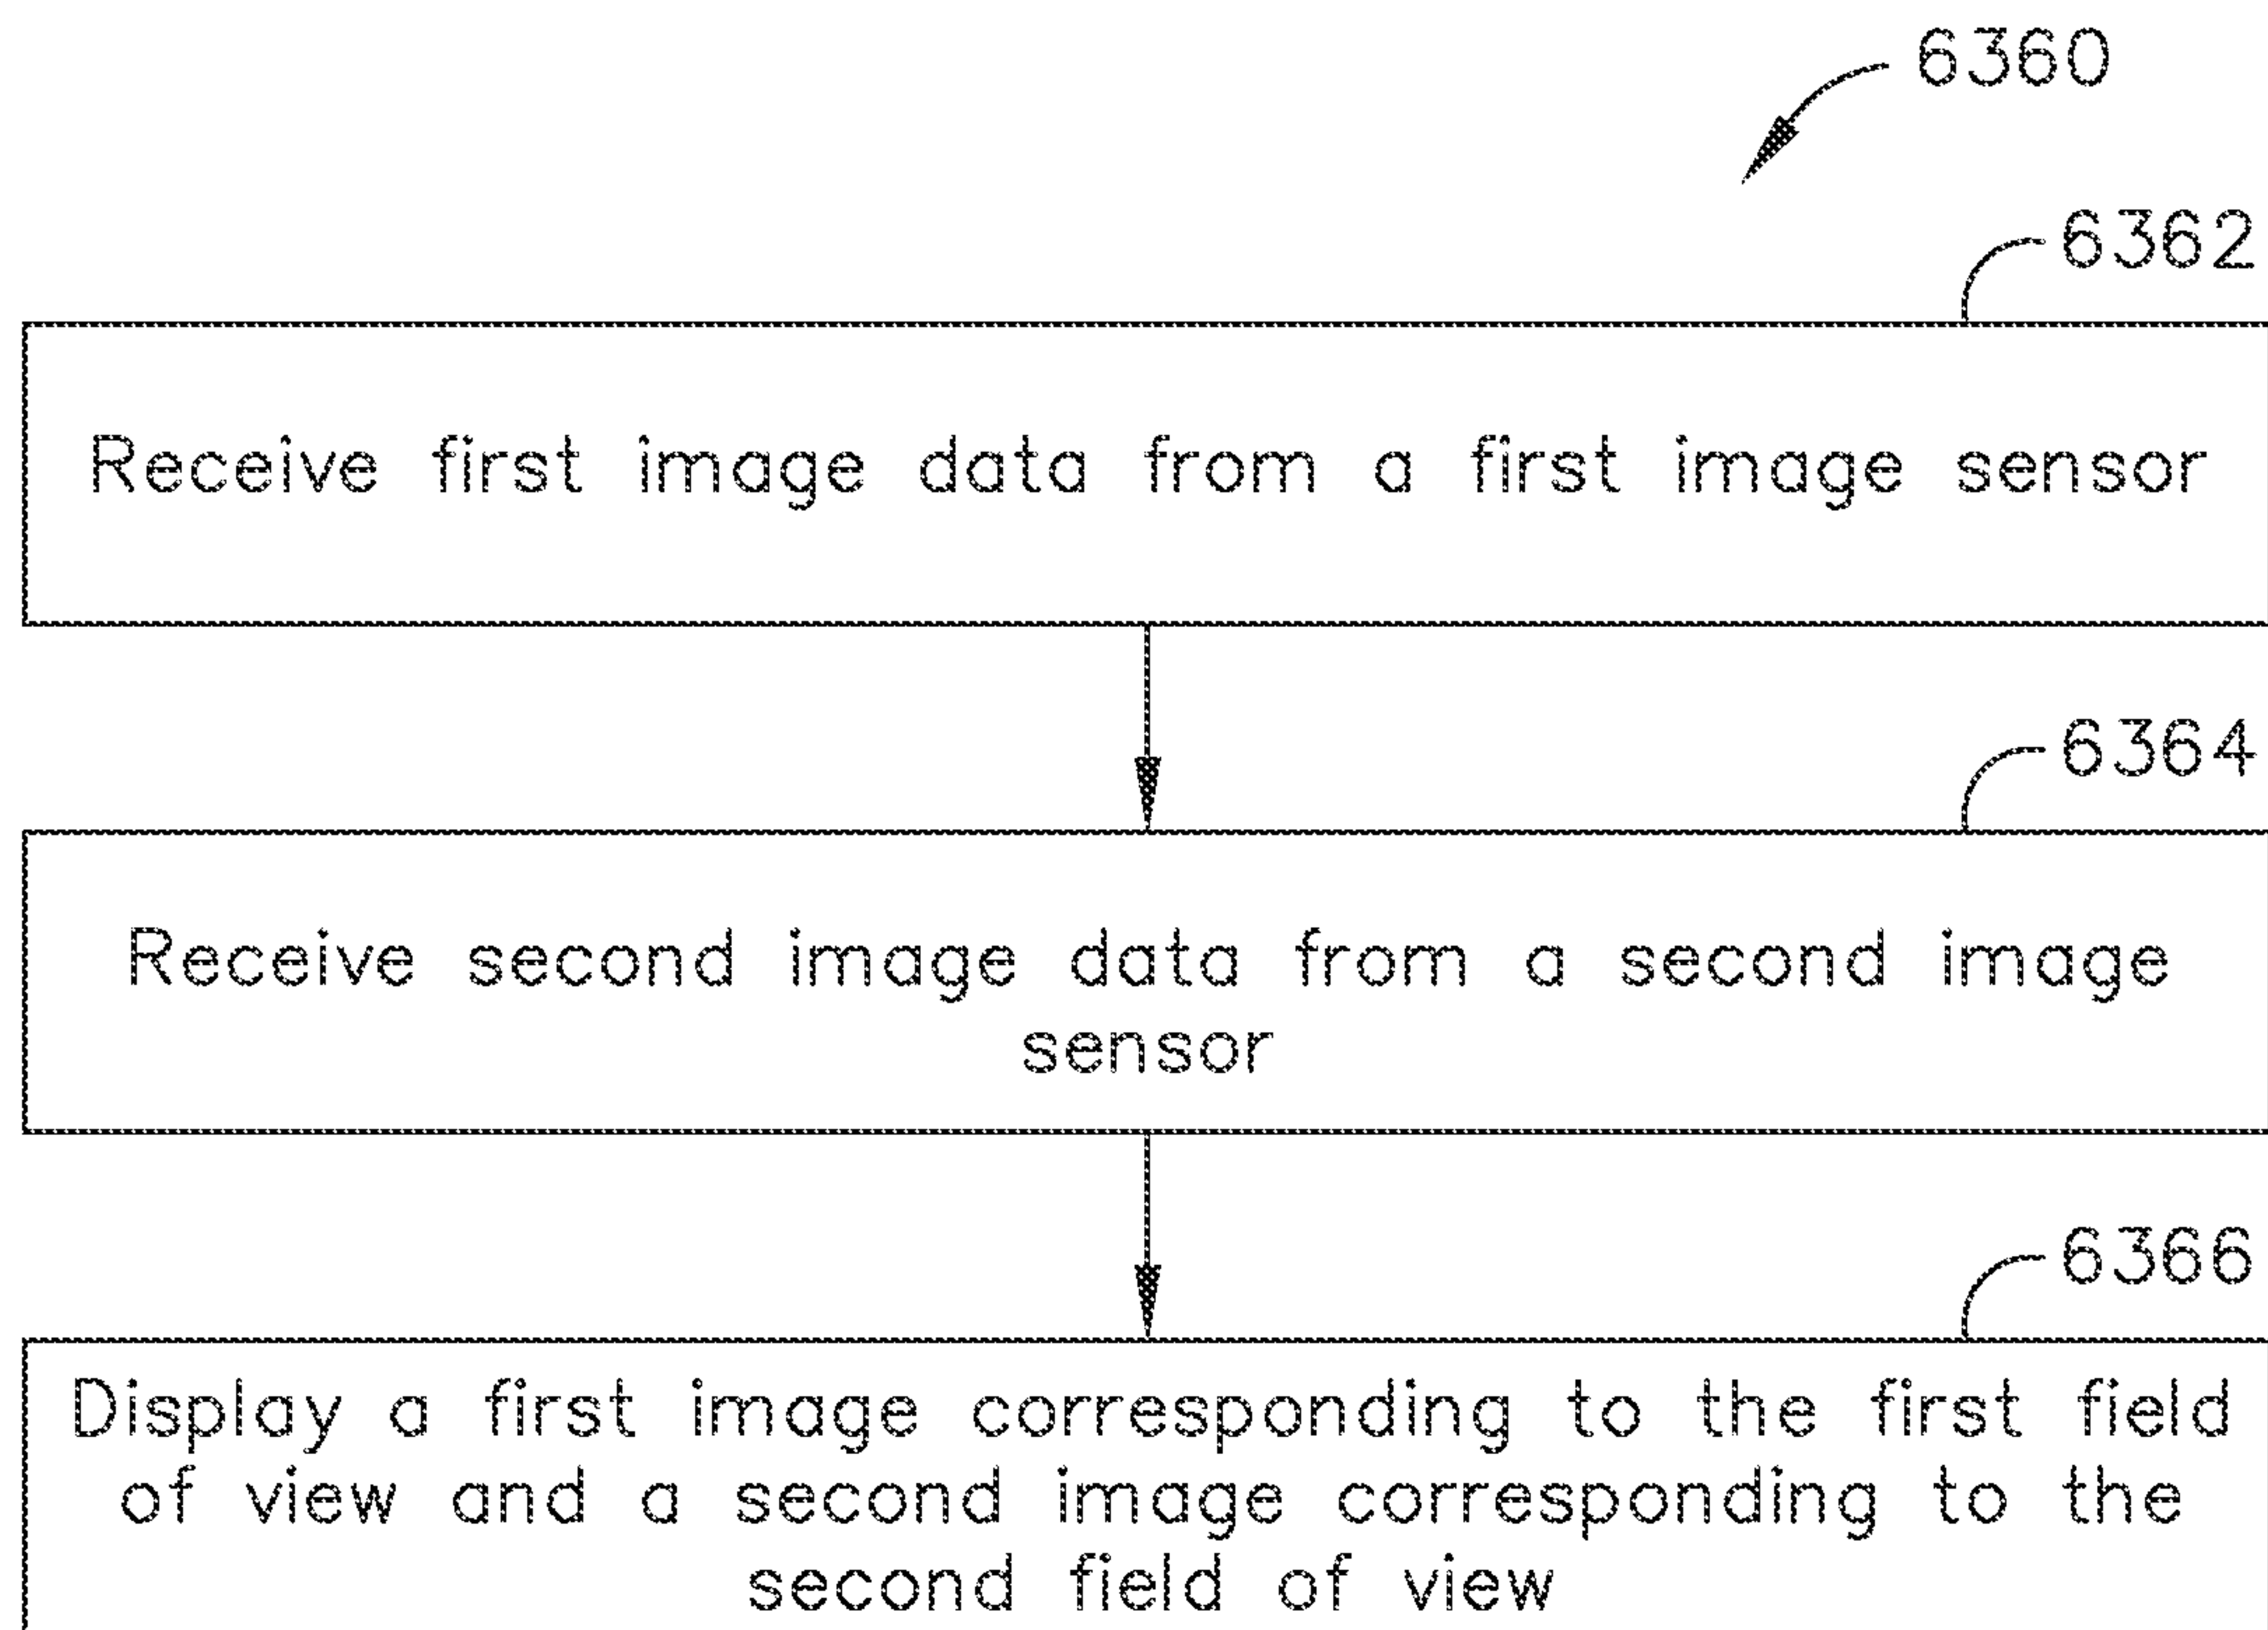 6360
6362
Receive first image data from a first image sensor
6364
Receive second image data from a second image
sensor
6366
Display a first image corresponding to the first field
of view and a second image corresponding to the
second field of view